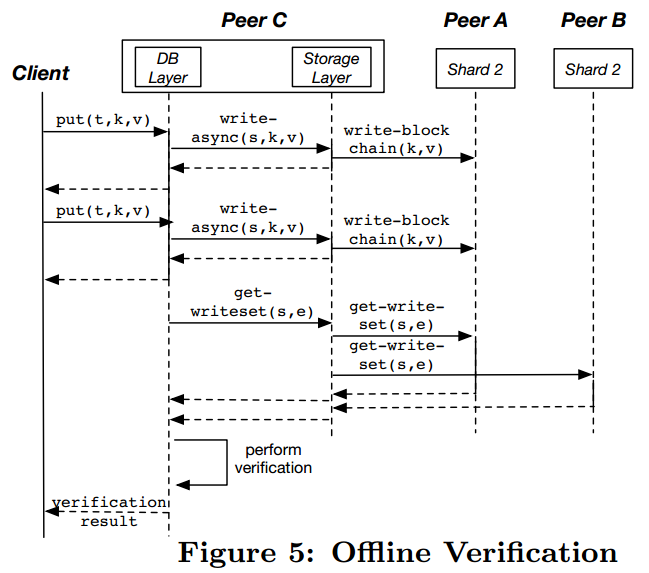 Peer C
Peer A
Peer B
Client
DB
Layer
Storage
Layer
Shard 2
Shard 2
put(t,k,v)
write-
async(s,k,v)
write-block
chain(k,v)
put(t,k,v)
write-
async(s,k,v)
write-block
chain(k,v)
get-
writeset(s,e)
get-write-
set(s,e)
get-write-
set(s,e)
perform
verification
verification
result
Figure 5: Offline Verification